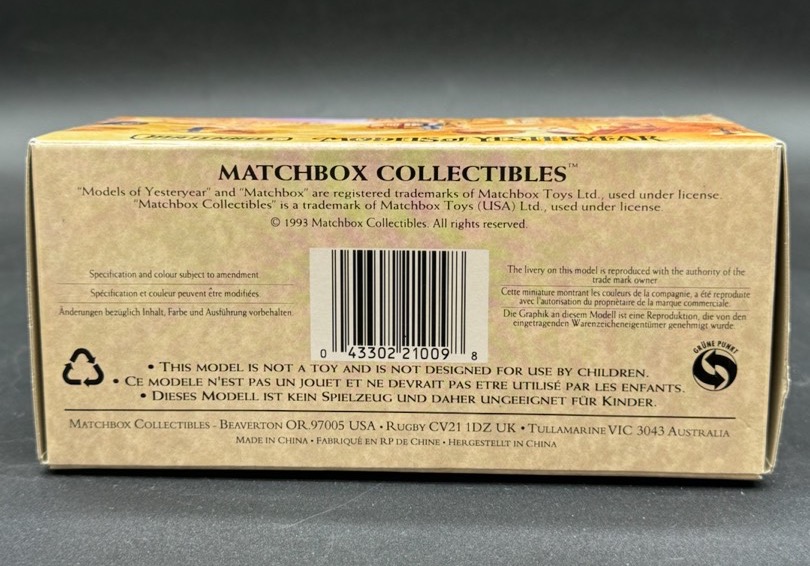 MODELS of YESTERYEAR
MATCHBOX COLLECTIBLES™
"Models of Yesteryear" and "Matchbox" are registered trademarks of Matchbox Toys Ltd., used under license.
"Matchbox Collectibles" is a trademark of Matchbox Toys (USA) Ltd., used under license.
© 1993 Matchbox Collectibles. All rights reserved.
Specification and colour subject to amendment
Spécification et couleur peuvent être modifiées
Änderungen bezüglich Inhalt, Farbe und Ausführung vorbehalten
0 43302 21009 8
The livery on this model is reproduced with the authority of the
trade mark owner
Cette miniature montrant les couleurs de la compagnie, a été reproduite
avec l'autorisation du propriétaire de la marque commerciale.
Die Graphik an diesem Modell ist eine Reproduktion, die von den
eingetragenden Warenzeicheneigentümer genehmigt wurde.
GRÜNE PUNKT
• THIS MODEL IS NOT A TOY AND IS NOT DESIGNED FOR USE BY CHILDREN.
• CE MODELE N'EST PAS UN JOUET ET NE DEVRAIT PAS ETRE UTILISÉ PAR LES ENFANTS.
• DIESES MODELL IST KEIN SPIELZEUG UND DAHER UNGEEIGNET FÜR KINDER.
MATCHBOX COLLECTIBLES - BEAVERTON OR 97005 USA • RUGBY CV21 1DZ UK • TULLAMARINE VIC 3043 AUSTRALIA
MADE IN CHINA • FABRIQUÉ EN RP DE CHINE • HERGESTELLT IN CHINA